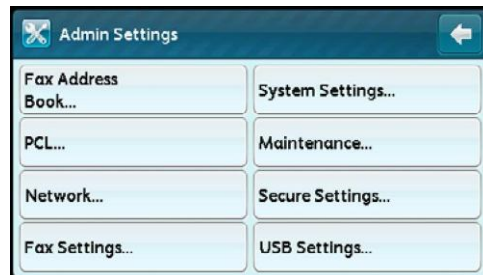 Admin Settings
Fax Address
Book...
System Settings...
PCL...
Maintenance...
Network...
Secure Settings...
Fax Settings...
USB Settings...